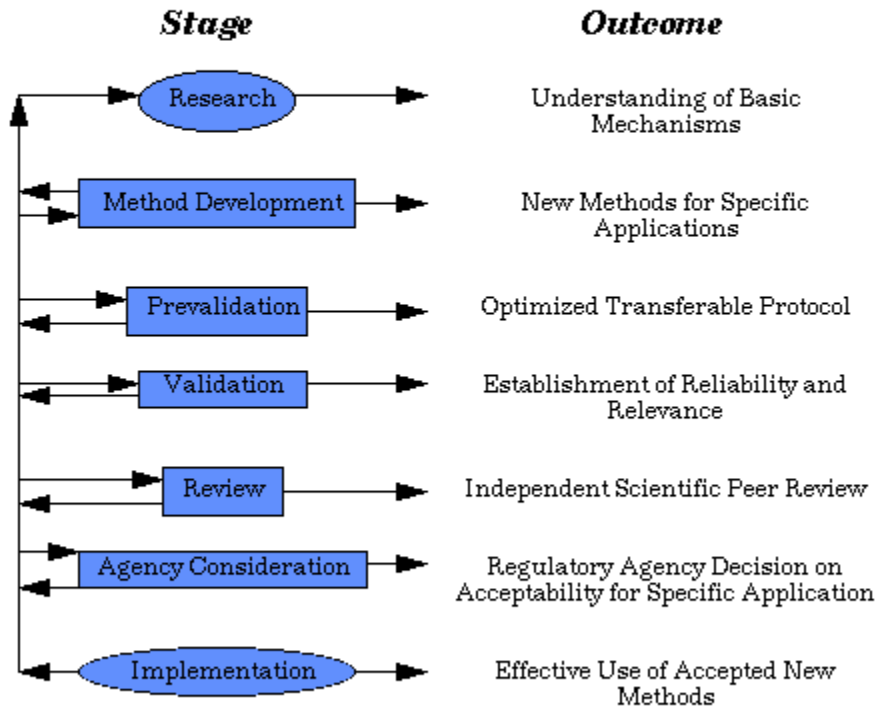 Stage Outcome
Research Understanding of Basic
Mechanisms
Method Development New Methods for Specific
Applications
Prevalidation Optimized Transferable Protocol
Validation Establishment of Reliability and
Relevance
Review Independent Scientific Peer Review
Agency Consideration Regulatory Agency Decision on
Acceptability for Specific Application
Implementation Effective Use of Accepted New
Methods